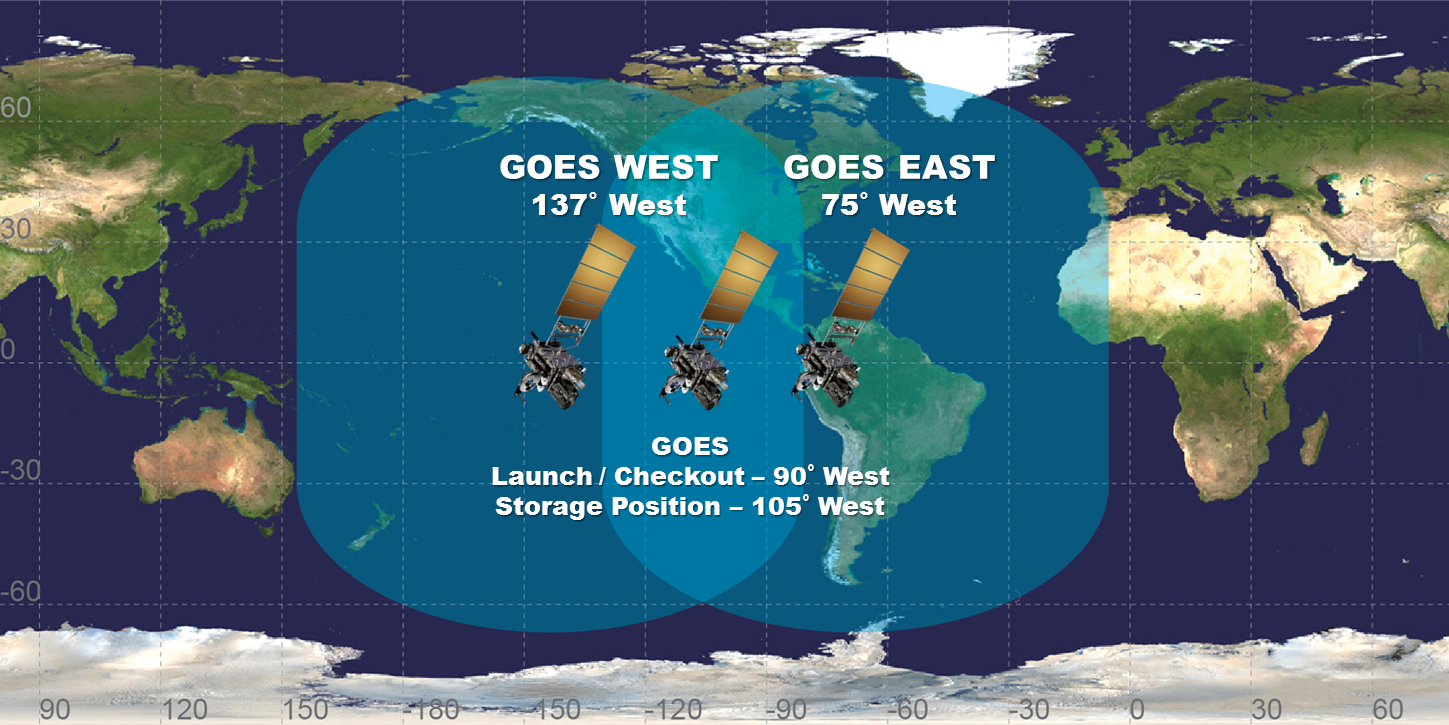 60
GOES WEST
137° West
GOES EAST
75° West
30
0
GOES
Launch / Checkout – 90° West
Storage Position – 105° West
-30
-60
90 120 150 -180 -150 -120 -90 -60 -30 0 30 60